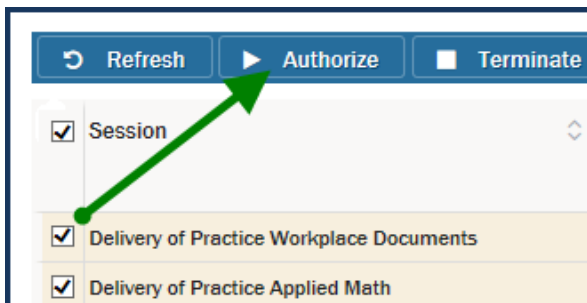 Refresh Authorize Terminate
Session
Delivery of Practice Workplace Documents
Delivery of Practice Applied Math